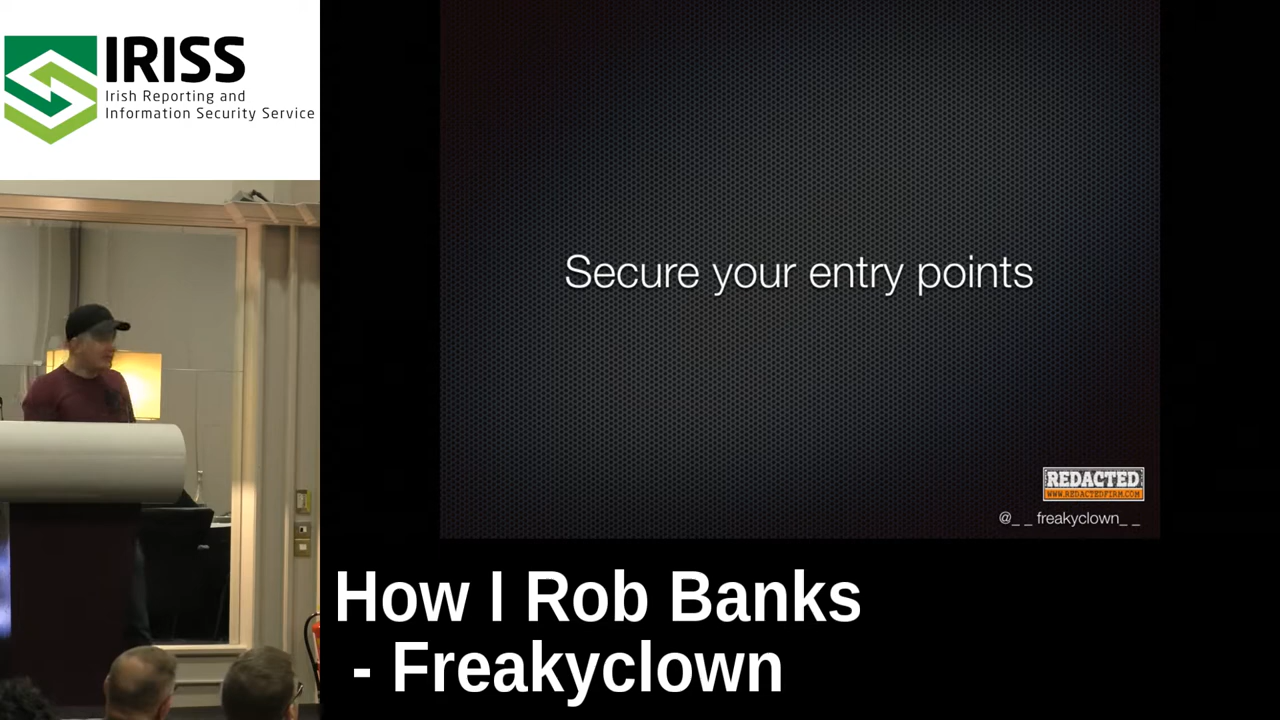 IRISS
Irish Reporting and
Information Security Service
Secure your entry points
REDACTED
WWW.REDACTEDFIRM.COM
@_ _ freakyclown_ _
How I Rob Banks
- Freakyclown